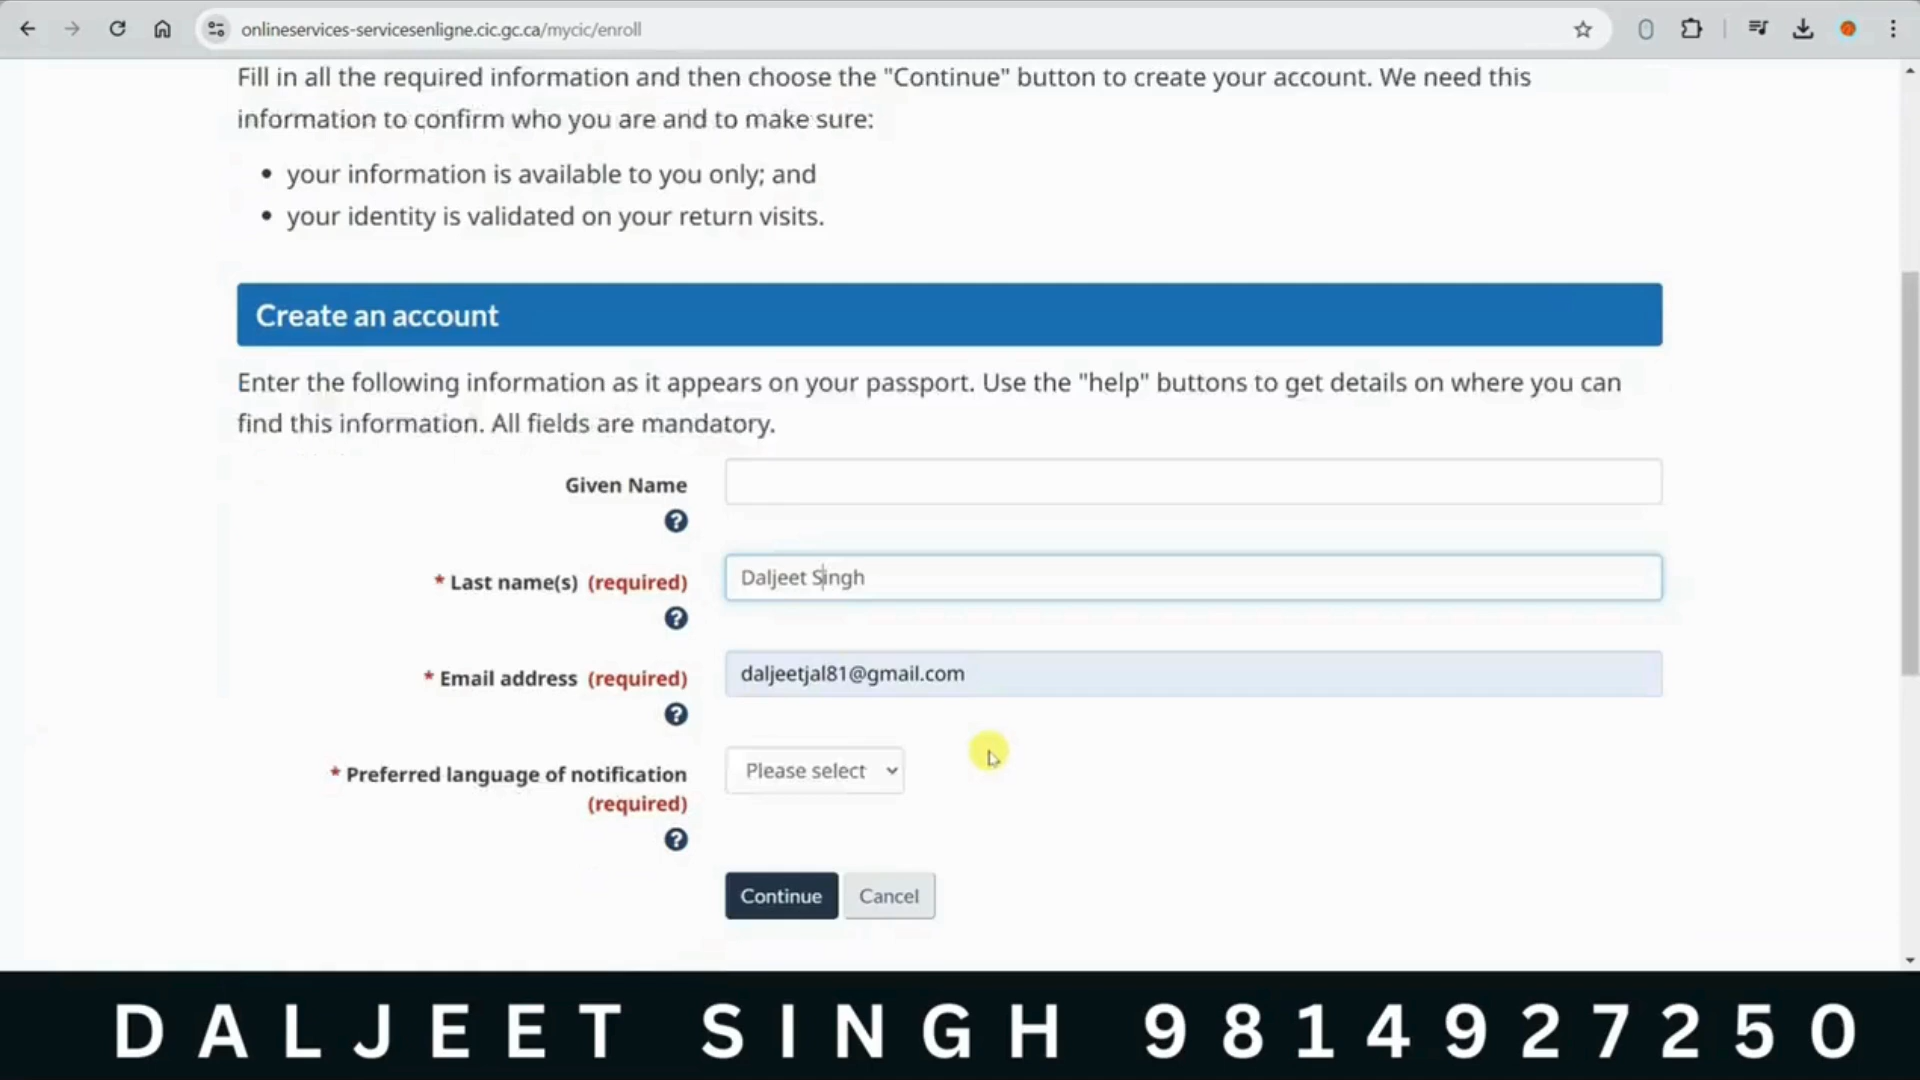 onlineservices-servicesenligne.cic.gc.ca/mycic/enroll
Fill in all the required information and then choose the "Continue" button to create your account. We need this
information to confirm who you are and to make sure:
• your information is available to you only; and
• your identity is validated on your return visits.
Create an account
Enter the following information as it appears on your passport. Use the "help" buttons to get details on where you can
find this information. All fields are mandatory.
Given Name
?
* Last name(s) (required) Daljeet Singh
?
* Email address (required) daljeetjal81@gmail.com
?
* Preferred language of notification Please select
(required)
?
Continue Cancel
DALJEET SINGH 9814927250